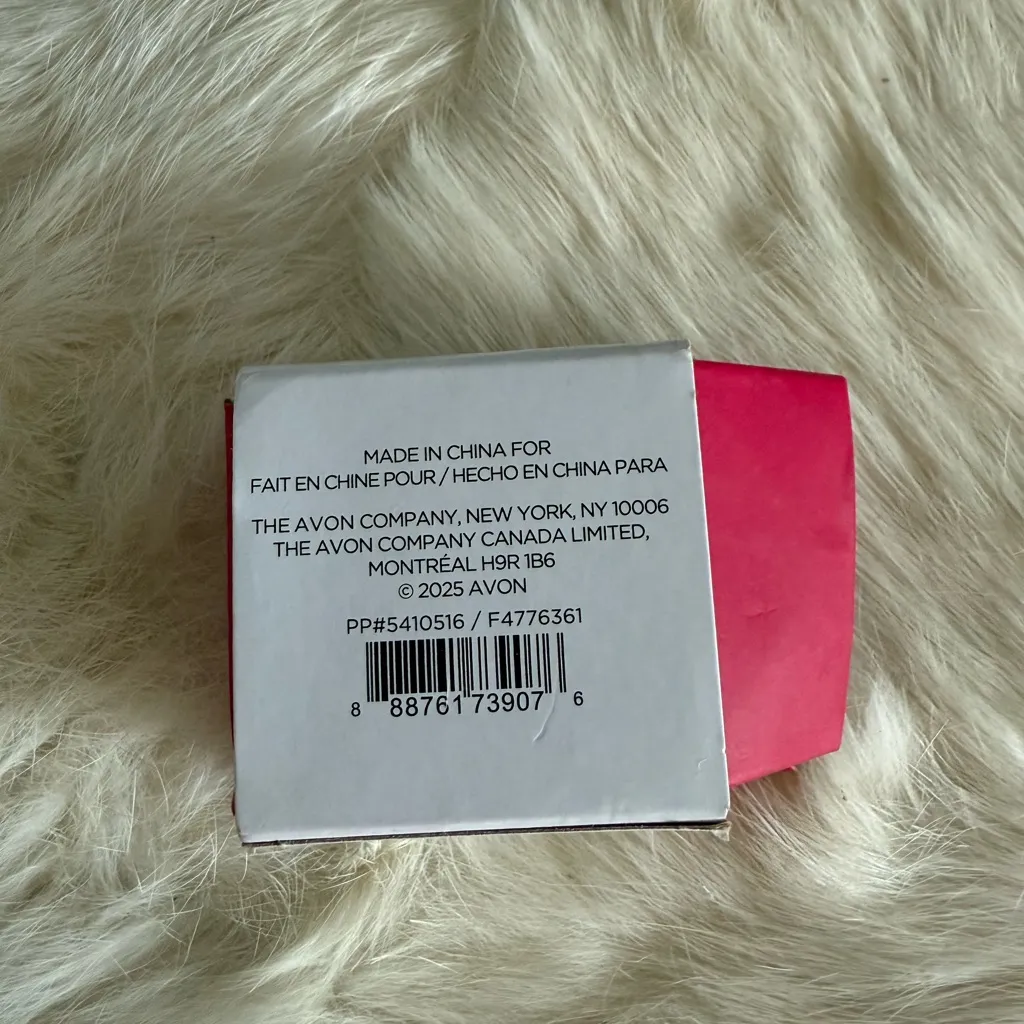 MADE IN CHINA FOR
FAIT EN CHINE POUR / HECHO EN CHINA PARA
THE AVON COMPANY, NEW YORK, NY 10006
THE AVON COMPANY CANADA LIMITED,
MONTRÉAL H9R 1B6
© 2025 AVON
PP#5410516 / F4776361
8 88761 73907 6